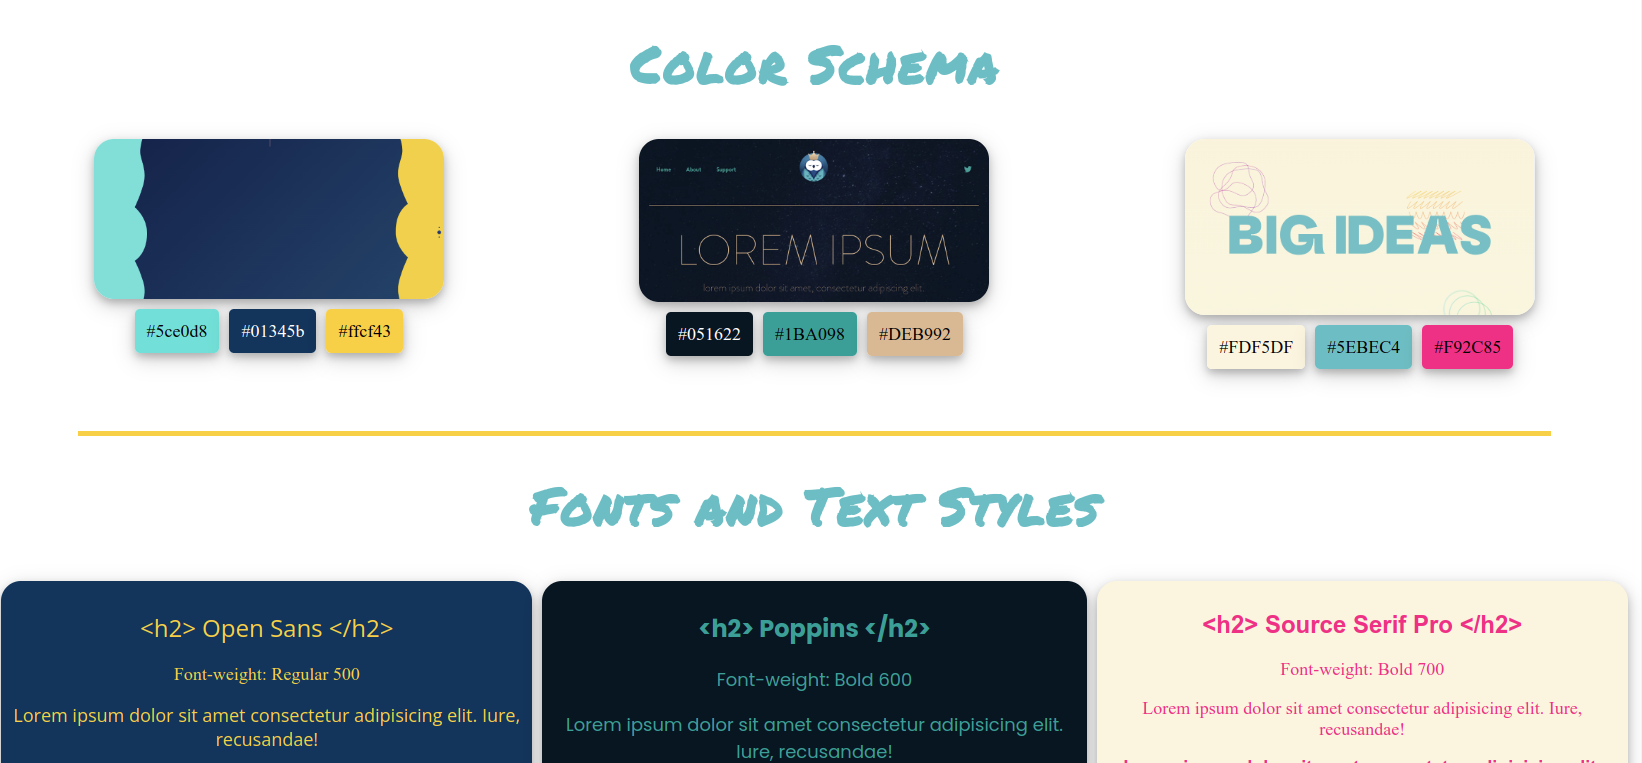 Color Schema
Home About Support
LOREM IPSUM
lorem ipsum dolor sit amet, consectetur adipiscing elit.
BIG IDEAS
#5ce0d8 #01345b #ffcf43
#051622 #1BA098 #DEB992
#FDF5DF #5EBEC4 #F92C85
Fonts and Text Styles
<h2> Open Sans </h2>
Font-weight: Regular 500
Lorem ipsum dolor sit amet consectetur adipisicing elit. Iure,
recusandae!
<h2> Poppins </h2>
Font-weight: Bold 600
Lorem ipsum dolor sit amet consectetur adipisicing elit.
Iure, recusandae!
<h2> Source Serif Pro </h2>
Font-weight: Bold 700
Lorem ipsum dolor sit amet consectetur adipisicing elit. Iure,
recusandae!